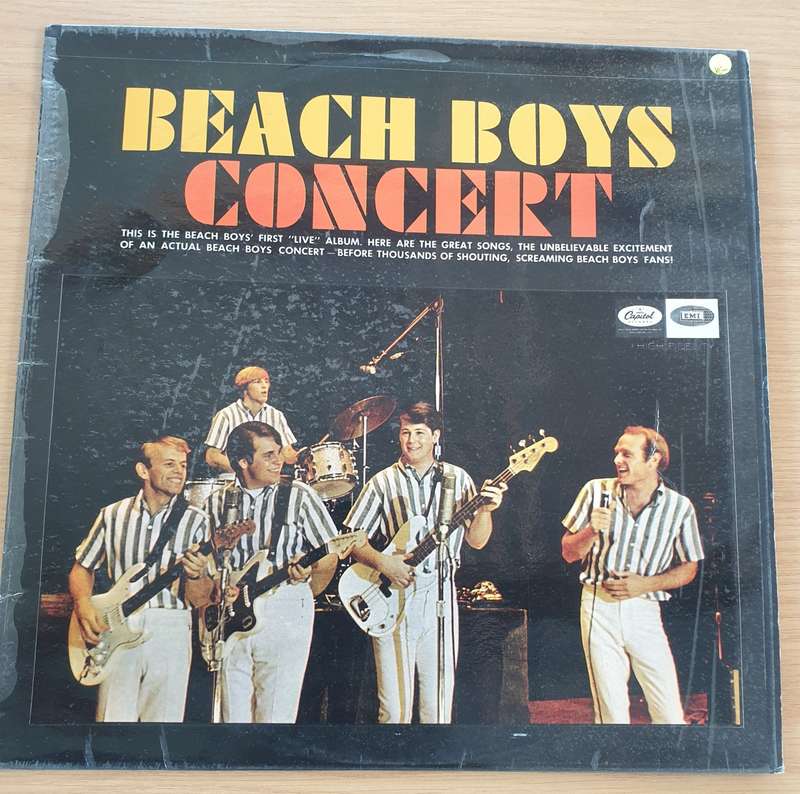 BEACH BOYS
CONCERT
THIS IS THE BEACH BOYS' FIRST "LIVE" ALBUM. HERE ARE THE GREAT SONGS, THE UNBELIEVABLE EXCITEMENT
OF AN ACTUAL BEACH BOYS CONCERT — BEFORE THOUSANDS OF SHOUTING, SCREAMING BEACH BOYS FANS!
Capitol
EMI